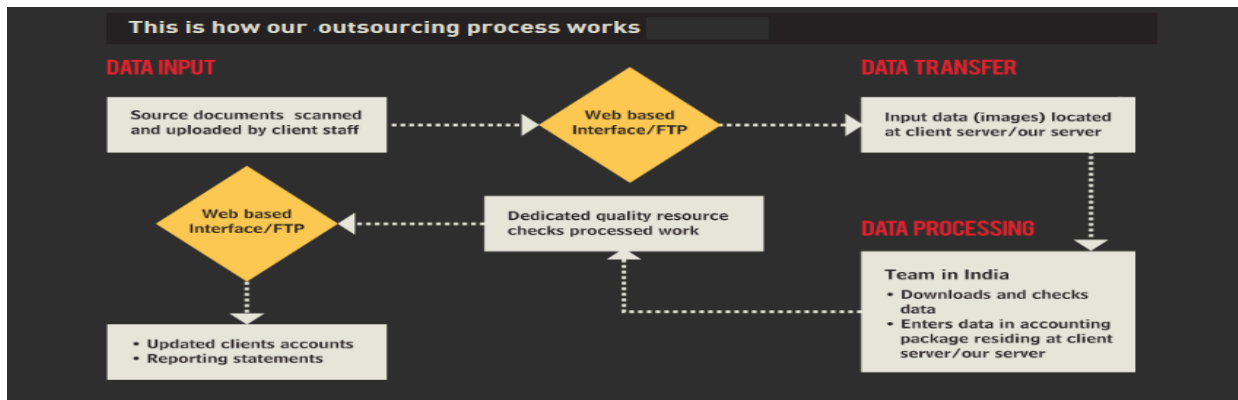 This is how our outsourcing process works
DATA INPUT
Source documents scanned
and uploaded by client staff
Web based
Interface/FTP
DATA TRANSFER
Input data (images) located
at client server/our server
DATA PROCESSING
Team in India
• Downloads and checks
data
• Enters data in accounting
package residing at client
server/our server
Dedicated quality resource
checks processed work
Web based
Interface/FTP
• Updated clients accounts
• Reporting statements